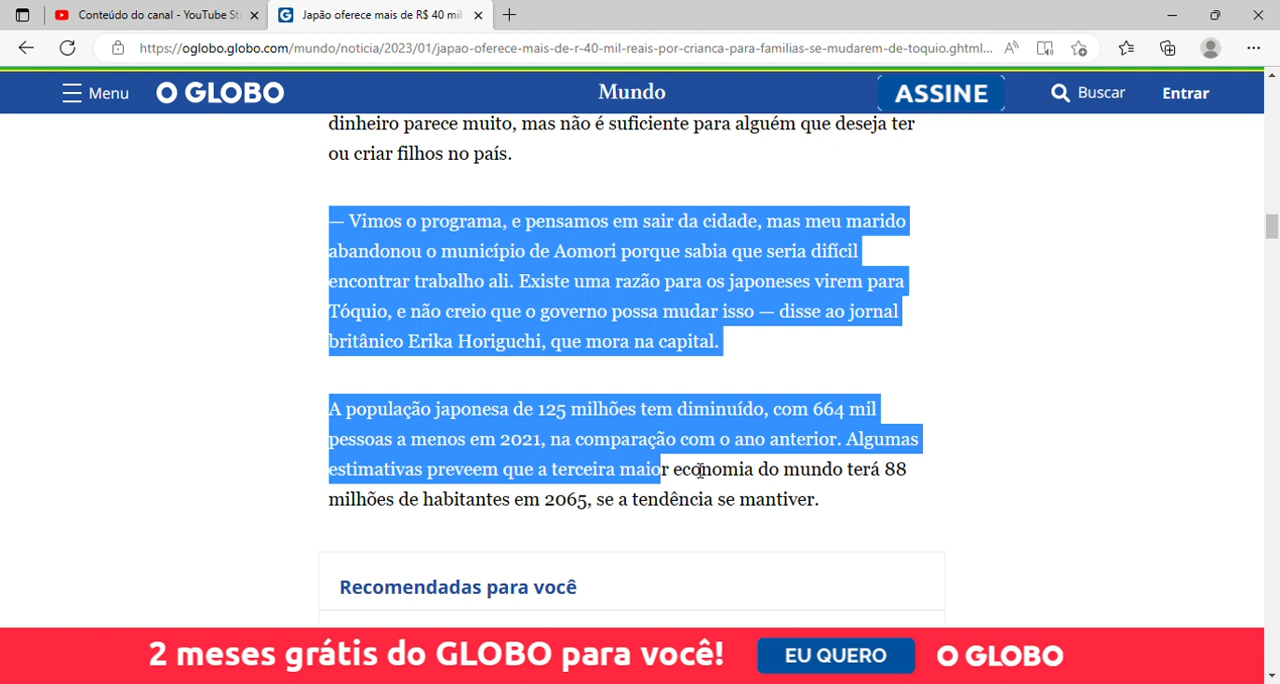 Conteúdo do canal - YouTube St
Japão oferece mais de R$ 40 mil
https://oglobo.globo.com/mundo/noticia/2023/01/japao-oferece-mais-de-r-40-mil-reais-por-crianca-para-familias-se-mudarem-de-toquio.ghtml...
Menu
O GLOBO
Mundo
ASSINE
Buscar
Entrar
dinheiro parece muito, mas não é suficiente para alguém que deseja ter
ou criar filhos no país.
— Vimos o programa, e pensamos em sair da cidade, mas meu marido
abandonou o município de Aomori porque sabia que seria difícil
encontrar trabalho ali. Existe uma razão para os japoneses virem para
Tóquio, e não creio que o governo possa mudar isso — disse ao jornal
britânico Erika Horiguchi, que mora na capital.
A população japonesa de 125 milhões tem diminuído, com 664 mil
pessoas a menos em 2021, na comparação com o ano anterior. Algumas
estimativas preveem que a terceira maior economia do mundo terá 88
milhões de habitantes em 2065, se a tendência se mantiver.
Recomendadas para você
2 meses grátis do GLOBO para você!
EU QUERO
O GLOBO